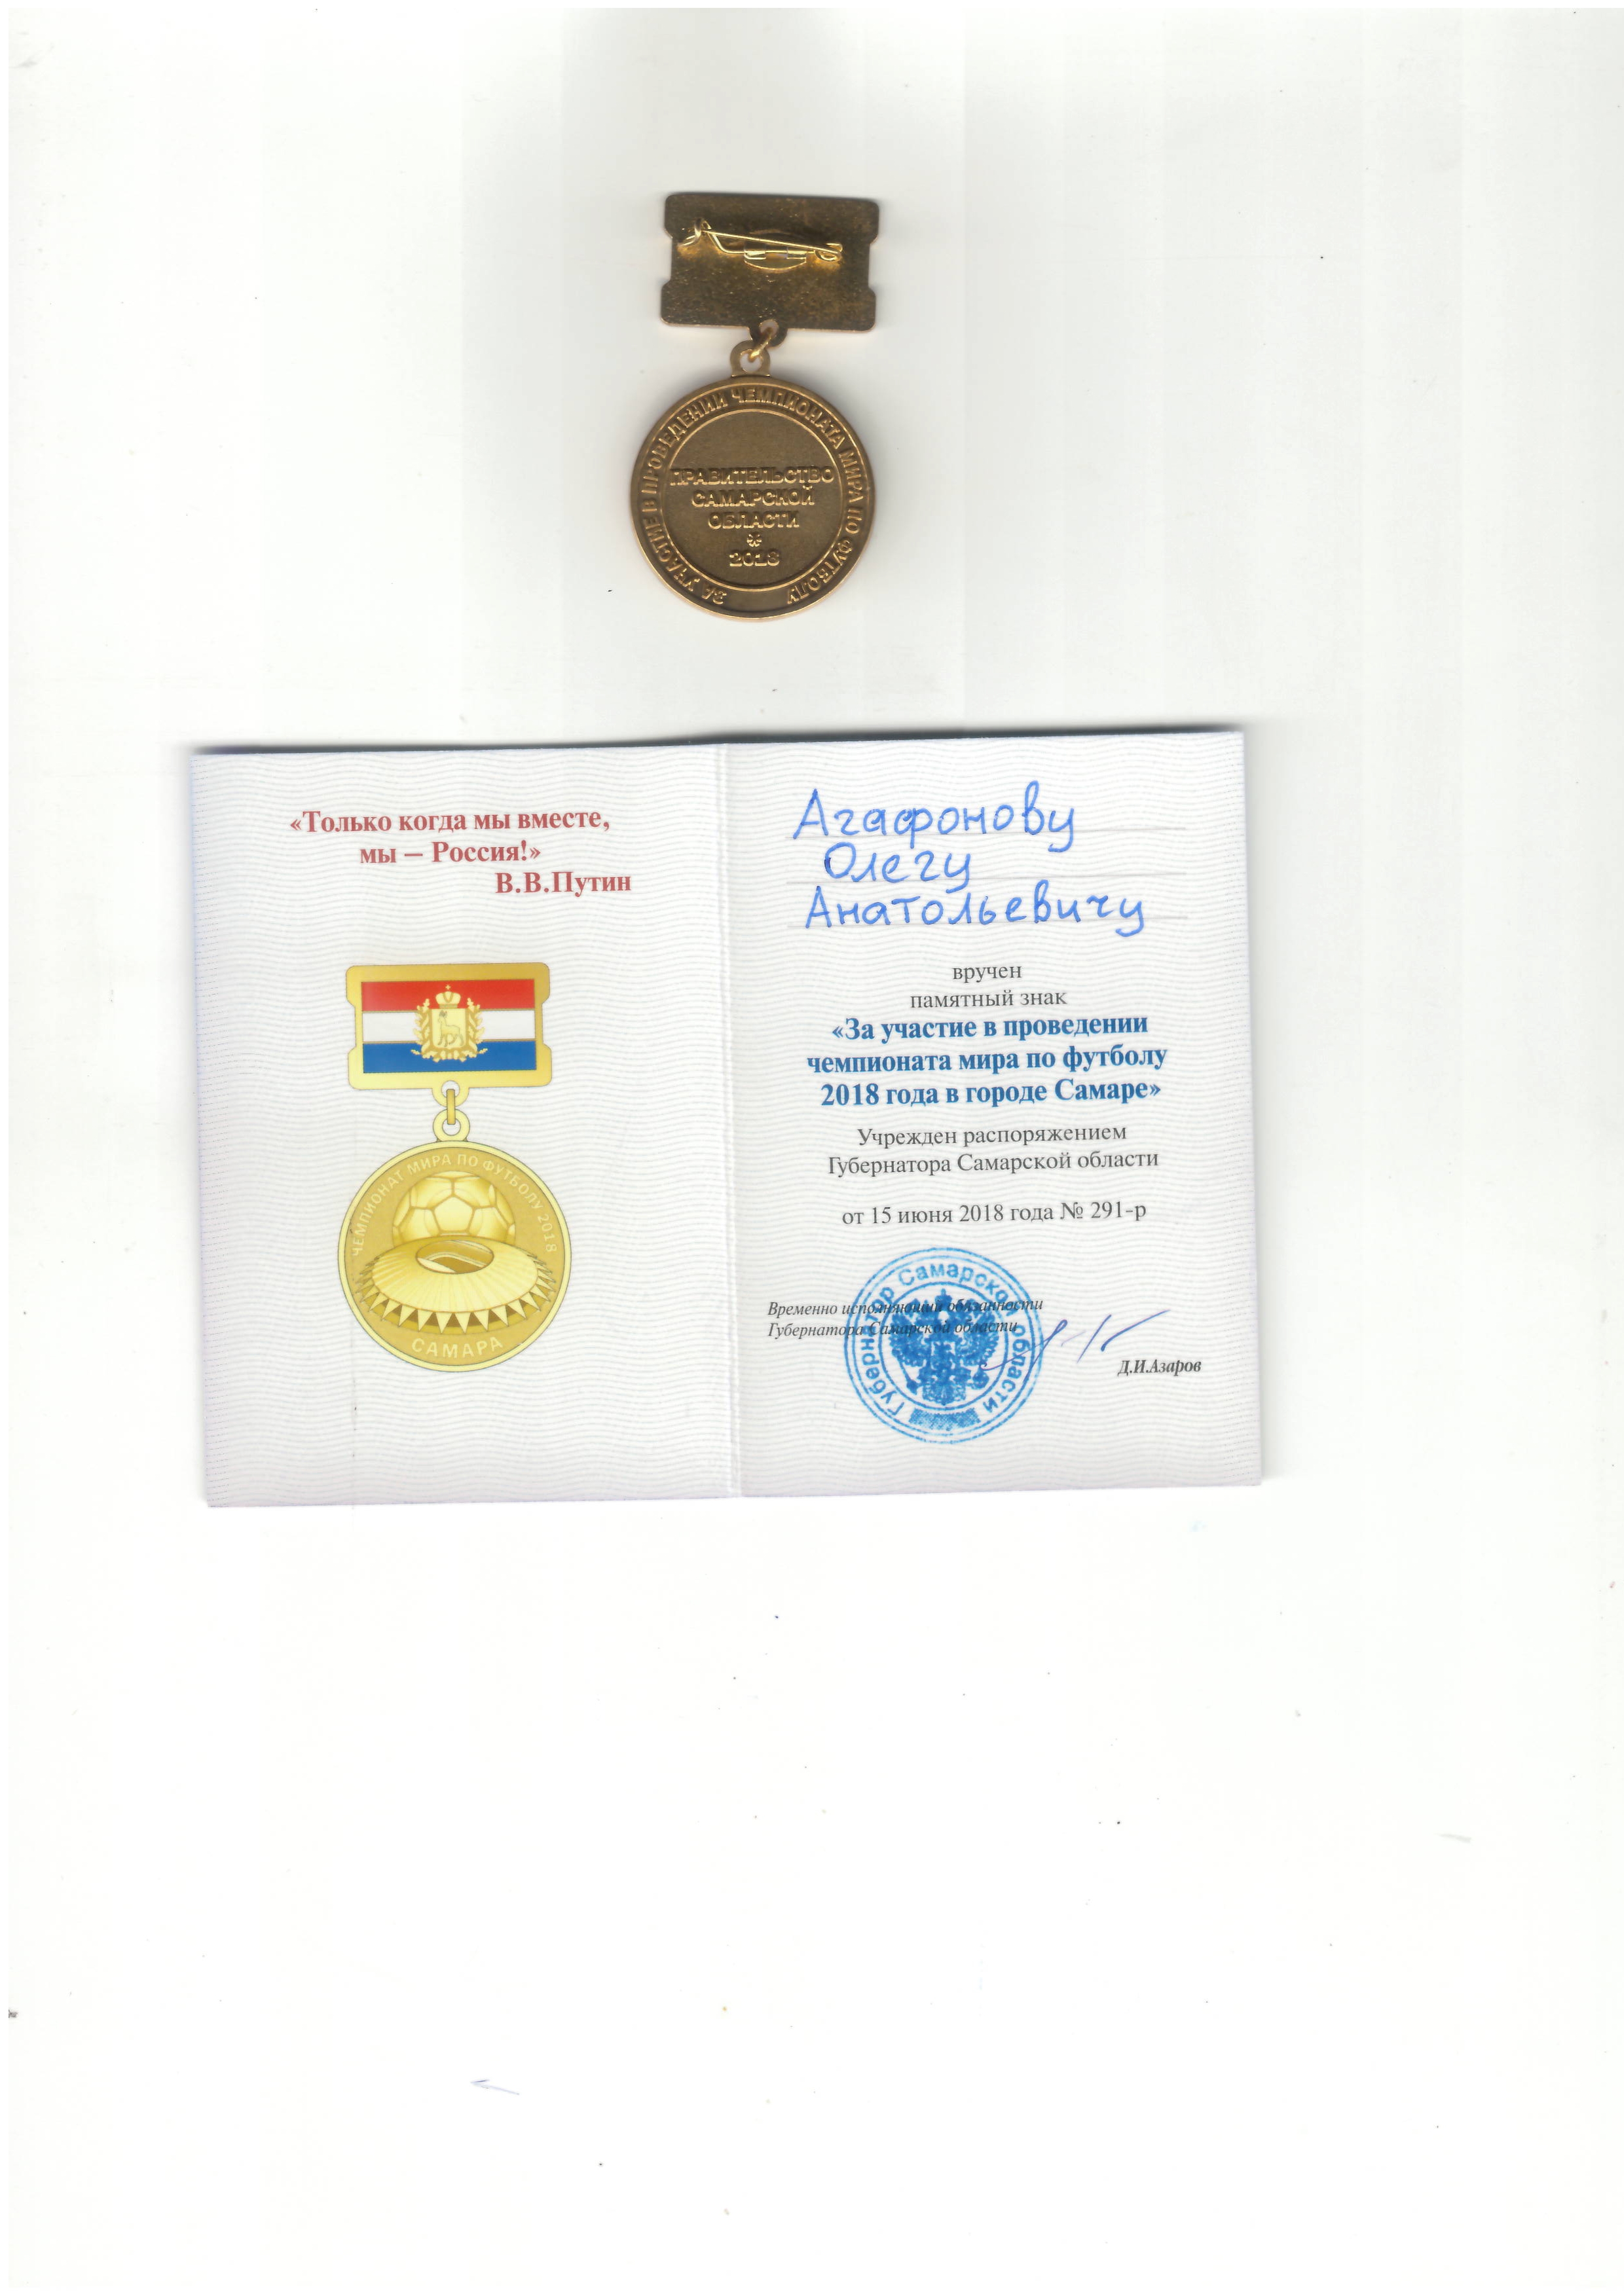 ЗА УЧАСТИЕ В ПРОВЕДЕНИИ ЧЕМПИОНАТА МИРА ПО ФУТБОЛУ
ПРАВИТЕЛЬСТВО
САМАРСКОЙ
ОБЛАСТИ
2018
«Только когда мы вместе,
мы – Россия!»
В.В.Путин
ЧЕМПИОНАТ МИРА ПО ФУТБОЛУ 2018
САМАРА
Агафонову
Олегу
Анатольевичу
вручен
памятный знак
«За участие в проведении
чемпионата мира по футболу
2018 года в городе Самаре»
Учрежден распоряжением
Губернатора Самарской области
от 15 июня 2018 года № 291-р
Временно исполняющий обязанности
Губернатора Самарской области
Д.И.Азаров
Губернатор Самарской области